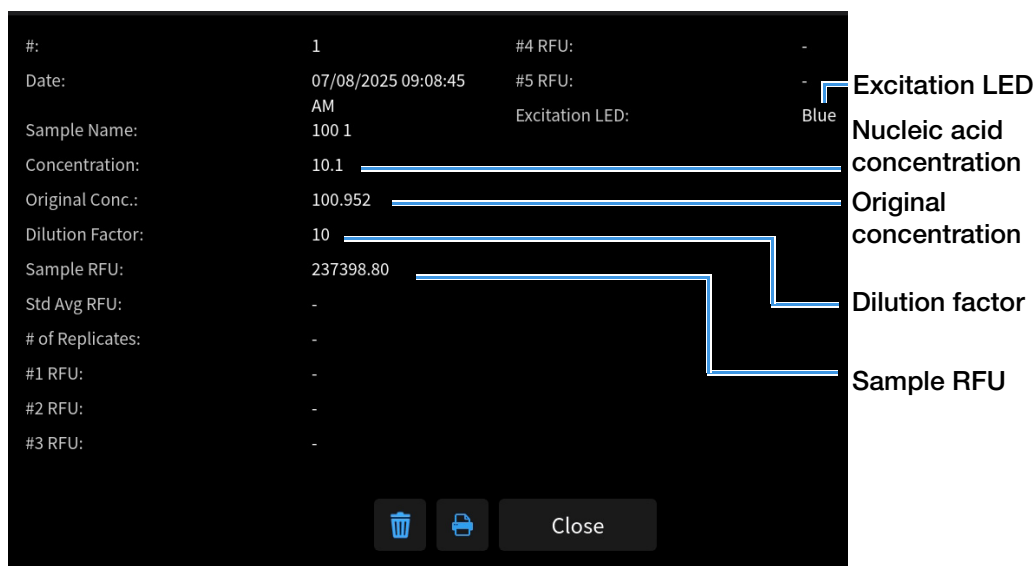 #: 1 #4 RFU: -
Date: 07/08/2025 09:08:45 #5 RFU: -
AM
Excitation LED: Blue
Sample Name: 100 1
Concentration: 10.1
Original Conc.: 100.952
Dilution Factor: 10
Sample RFU: 237398.80
Std Avg RFU: -
# of Replicates: -
#1 RFU: -
#2 RFU: -
#3 RFU: -
Close
Excitation LED
Nucleic acid
concentration
Original
concentration
Dilution factor
Sample RFU